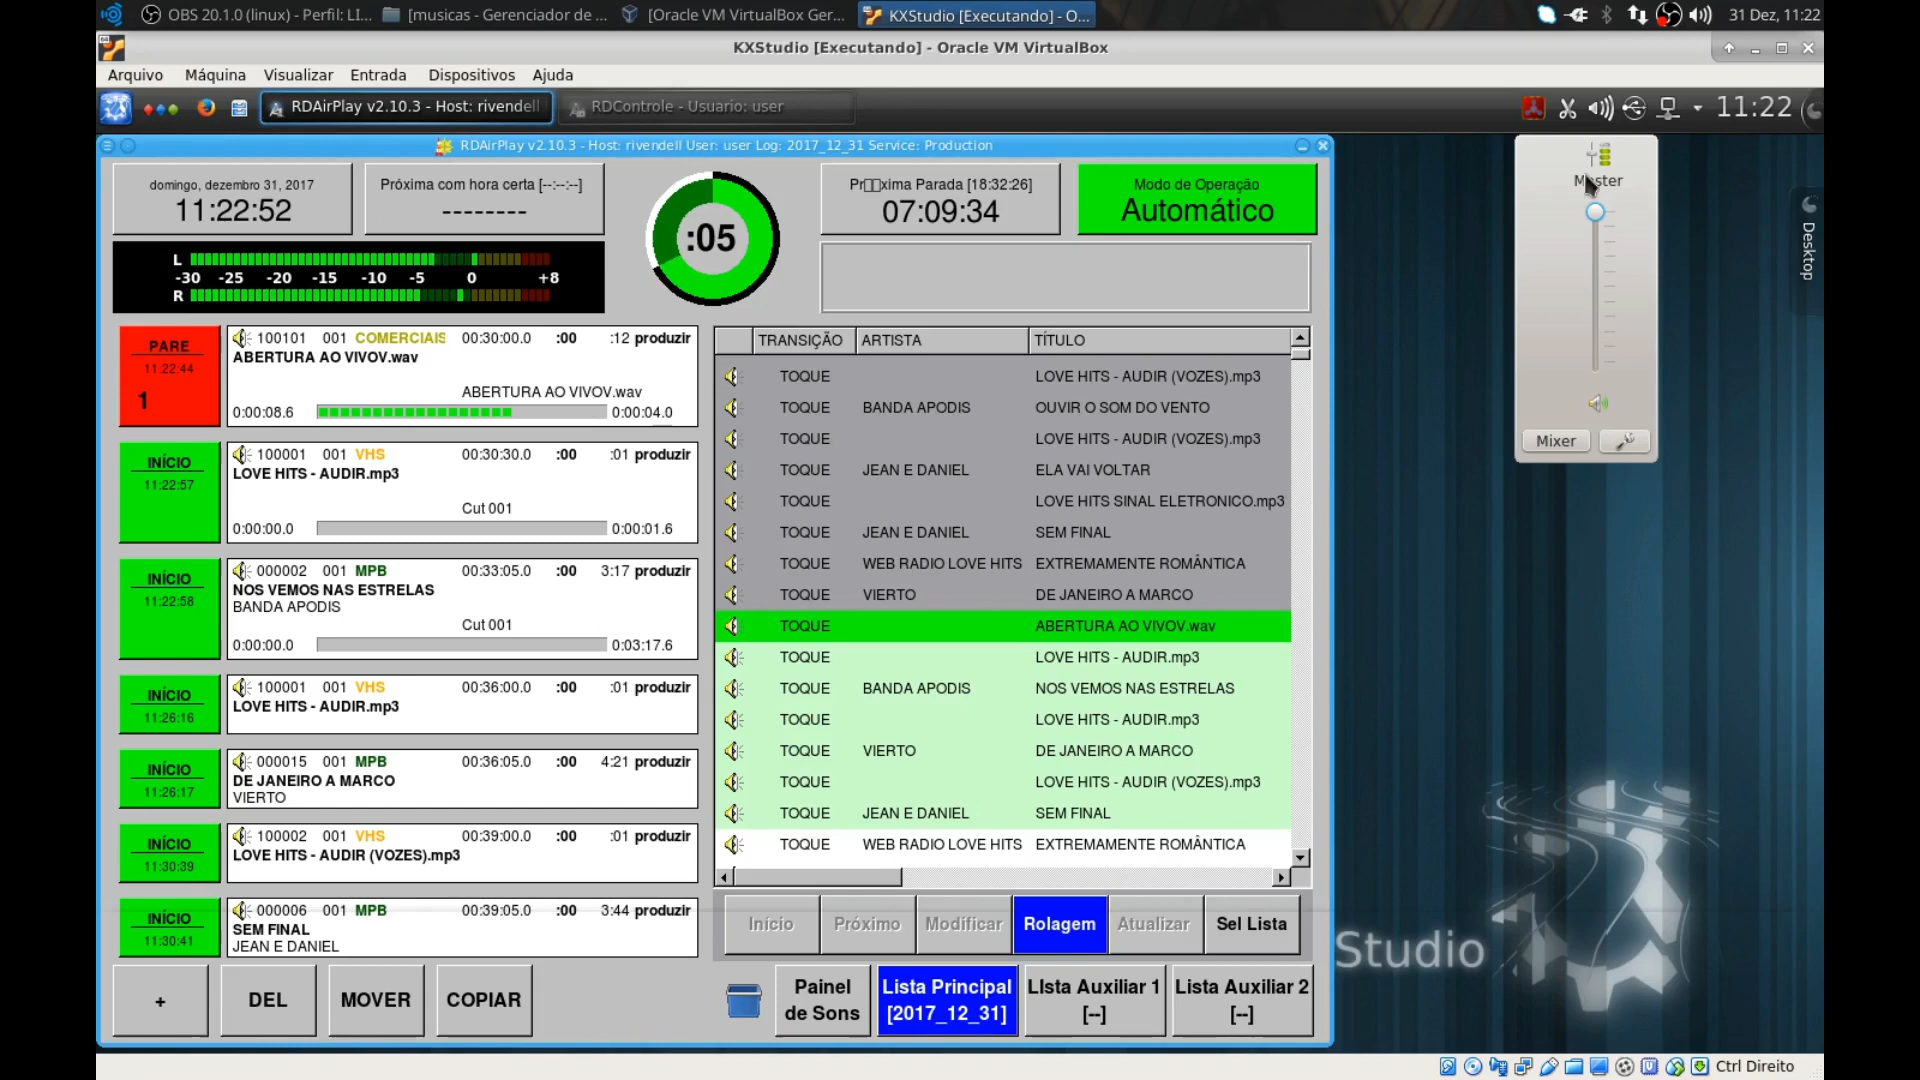 OBS 20.1.0 (linux) - Perfil: LI...
[musicas - Gerenciador de ...
[Oracle VM VirtualBox Ger...
KXStudio [Executando] - O...
31 Dez, 11:22
KXStudio [Executando] - Oracle VM VirtualBox
Arquivo Máquina Visualizar Entrada Dispositivos Ajuda
RDAirPlay v2.10.3 - Host: rivendell
RDControle - Usuario: user
11:22
RDAirPlay v2.10.3 - Host: rivendell User: user Log: 2017_12_31 Service: Production
domingo, dezembro 31, 2017
11:22:52
Próxima com hora certa [--:--:--]
--------
:05
Pr□□xima Parada [18:32:26]
07:09:34
Modo de Operação
Automático
L
-30 -25 -20 -15 -10 -5 0 +8
R
PARE
11:22:44
1
100101 001 COMERCIAIS 00:30:00.0 :00 :12 produzir
ABERTURA AO VIVOV.wav
ABERTURA AO VIVOV.wav
0:00:08.6 0:00:04.0
INÍCIO
11:22:57
100001 001 VHS 00:30:30.0 :00 :01 produzir
LOVE HITS - AUDIR.mp3
Cut 001
0:00:00.0 0:00:01.6
INÍCIO
11:22:58
000002 001 MPB 00:33:05.0 :00 3:17 produzir
NOS VEMOS NAS ESTRELAS
BANDA APODIS
Cut 001
0:00:00.0 0:03:17.6
INÍCIO
11:26:16
100001 001 VHS 00:36:00.0 :00 :01 produzir
LOVE HITS - AUDIR.mp3
INÍCIO
11:26:17
000015 001 MPB 00:36:05.0 :00 4:21 produzir
DE JANEIRO A MARCO
VIERTO
INÍCIO
11:30:39
100002 001 VHS 00:39:00.0 :00 :01 produzir
LOVE HITS - AUDIR (VOZES).mp3
INÍCIO
11:30:41
000006 001 MPB 00:39:05.0 :00 3:44 produzir
SEM FINAL
JEAN E DANIEL
+ DEL MOVER COPIAR
TRANSIÇÃO ARTISTA TÍTULO
TOQUE LOVE HITS - AUDIR (VOZES).mp3
TOQUE BANDA APODIS OUVIR O SOM DO VENTO
TOQUE LOVE HITS - AUDIR (VOZES).mp3
TOQUE JEAN E DANIEL ELA VAI VOLTAR
TOQUE LOVE HITS SINAL ELETRONICO.mp3
TOQUE JEAN E DANIEL SEM FINAL
TOQUE WEB RADIO LOVE HITS EXTREMAMENTE ROMÂNTICA
TOQUE VIERTO DE JANEIRO A MARCO
TOQUE ABERTURA AO VIVOV.wav
TOQUE LOVE HITS - AUDIR.mp3
TOQUE BANDA APODIS NOS VEMOS NAS ESTRELAS
TOQUE LOVE HITS - AUDIR.mp3
TOQUE VIERTO DE JANEIRO A MARCO
TOQUE LOVE HITS - AUDIR (VOZES).mp3
TOQUE JEAN E DANIEL SEM FINAL
TOQUE WEB RADIO LOVE HITS EXTREMAMENTE ROMÂNTICA
Início Próximo Modificar Rolagem Atualizar Sel Lista
Painel
de Sons
Lista Principal
[2017_12_31]
LIsta Auxiliar 1
[--]
Lista Auxiliar 2
[--]
Master
Mixer
Desktop
Studio
Ctrl Direito